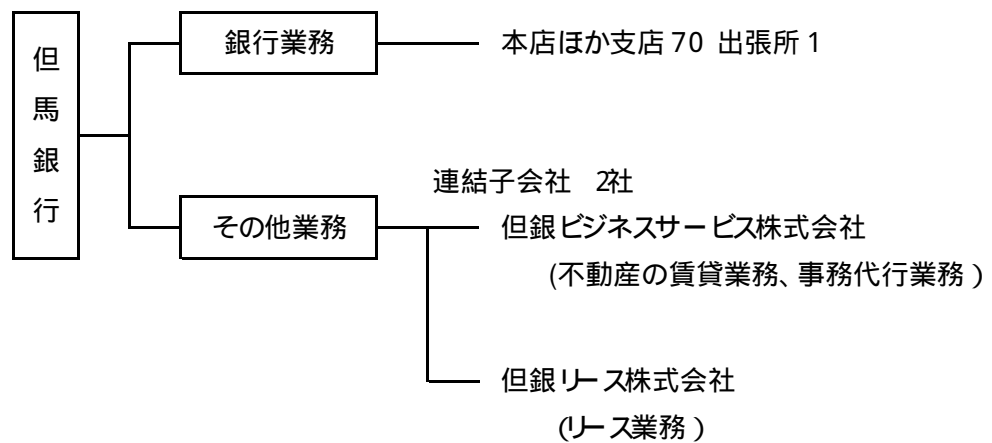 但馬銀行
銀行業務
本店ほか支店 70 出張所 1
その他業務
連結子会社 2社
但銀ビジネスサービス株式会社
(不動産の賃貸業務、事務代行業務)
但銀リース株式会社
(リース業務)